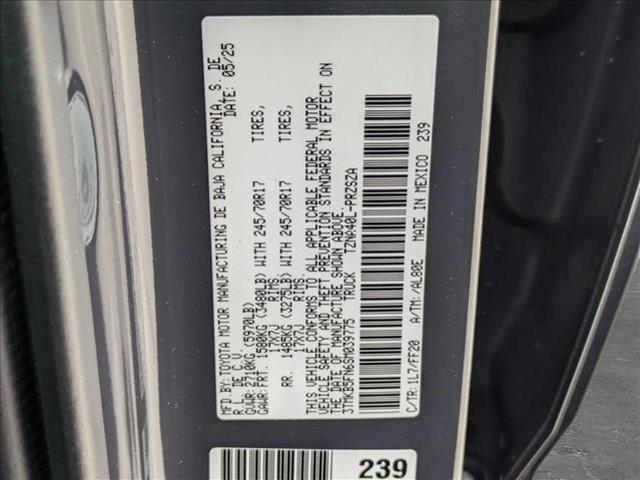 MFD BY: TOYOTA MOTOR MANUFACTURING DE BAJA CALIFORNIA, S. DE
R.L. DE C.V. DATE: 05/25
GVWR: 2710KG (5970LB)
GAWR: FRT. 1580KG (3480LB) WITH 245/70R17 TIRES,
17X7J RIMS
RR. 1485KG (3275LB) WITH 245/70R17 TIRES,
17X7J RIMS
THIS VEHICLE CONFORMS TO ALL APPLICABLE FEDERAL MOTOR
VEHICLE SAFETY AND THEFT PREVENTION STANDARDS IN EFFECT ON
THE DATE OF MANUFACTURE SHOWN ABOVE.
3TMKB5FN6SM039775 TRUCK TZN940L-PR2SZA
C/TR: 1L7/FF20 A/TM: /AL80E MADE IN MEXICO 239
239